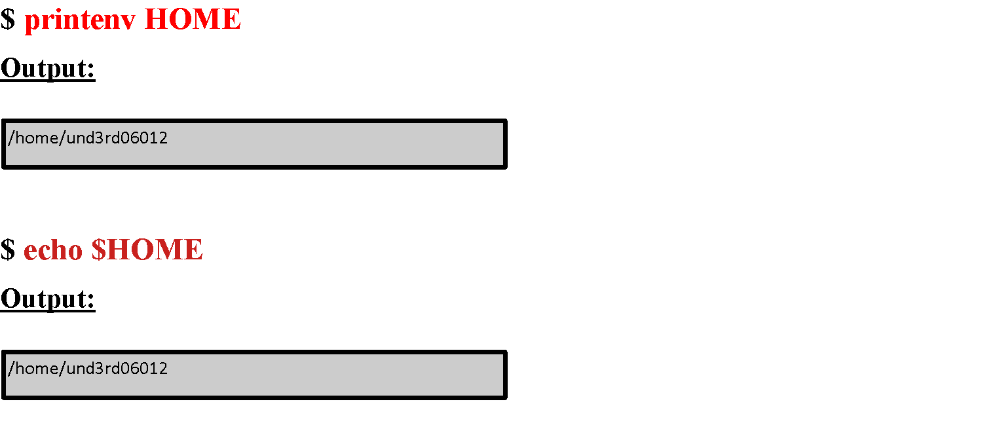 $ printenv HOME
Output:
/home/und3rd06012
$ echo $HOME
Output:
/home/und3rd06012